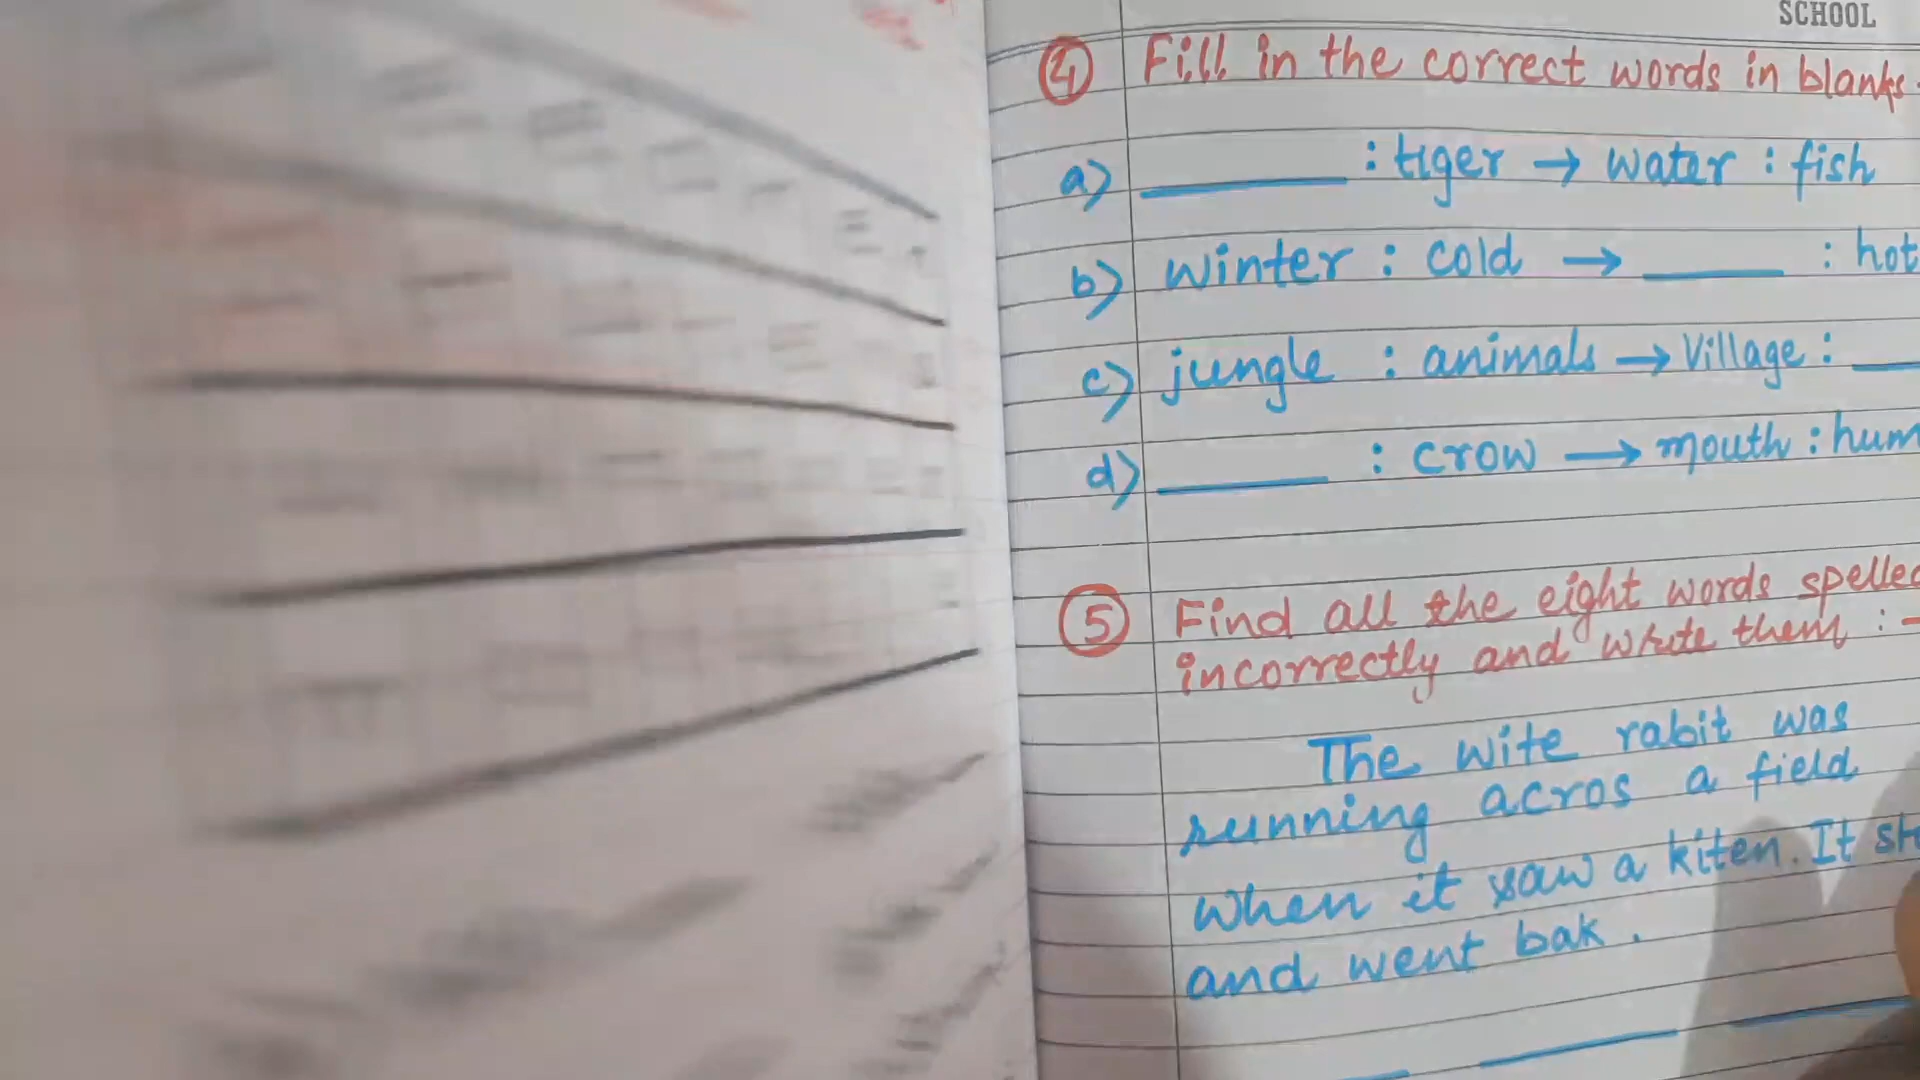 SCHOOL
4 Fill in the correct words in blanks
a) ______ : tiger → water : fish
b) winter : cold → ______ : hot
c) jungle : animals → Village : ___
d) ______ : crow → mouth : hum
5 Find all the eight words spelled
incorrectly and write them : -
The wite rabit was
running acros a field
when it saw a kiten. It
and went bak.